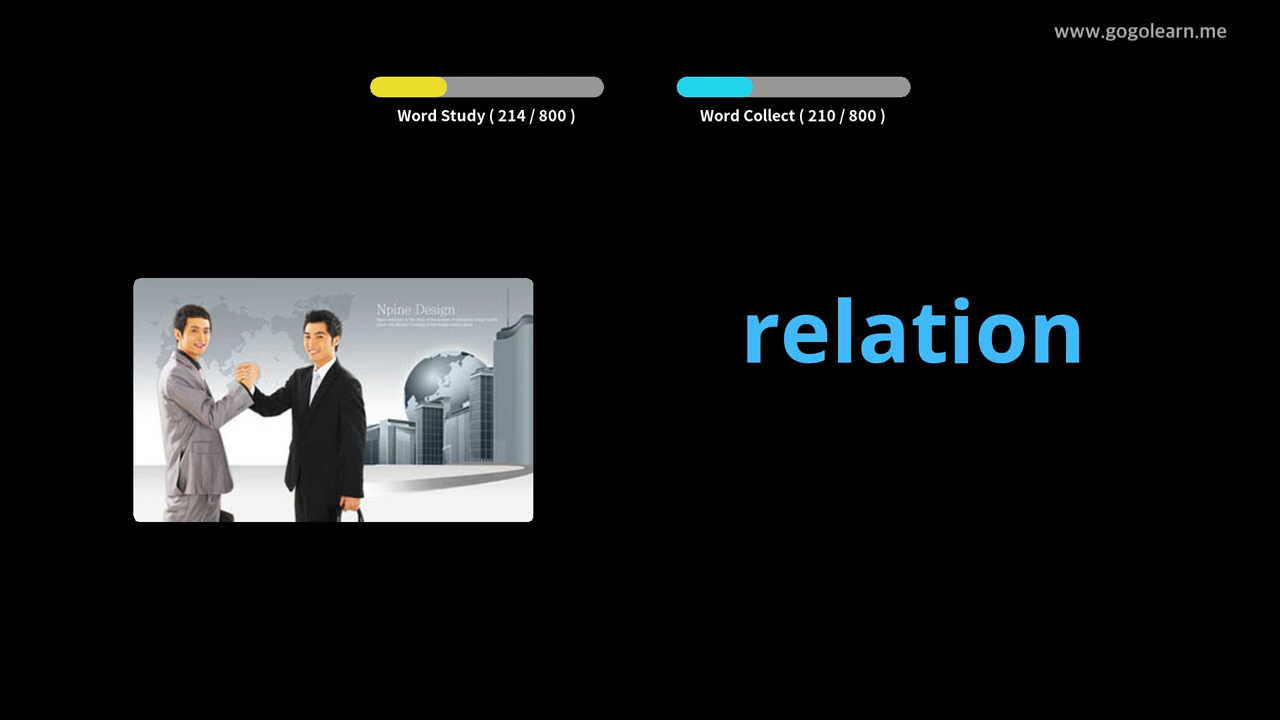 www.gogolearn.me
Word Study ( 214 / 800 )
Word Collect ( 210 / 800 )
Npine Design
relation